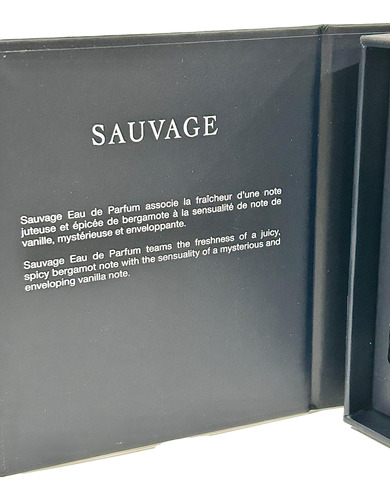 SAUVAGE
Sauvage Eau de Parfum associe la fraîcheur d'une note
juteuse et épicée de bergamote à la sensualité de note de
vanille, mystérieuse et enveloppante.
Sauvage Eau de Parfum teams the freshness of a juicy,
spicy bergamot note with the sensuality of a mysterious and
enveloping vanilla note.